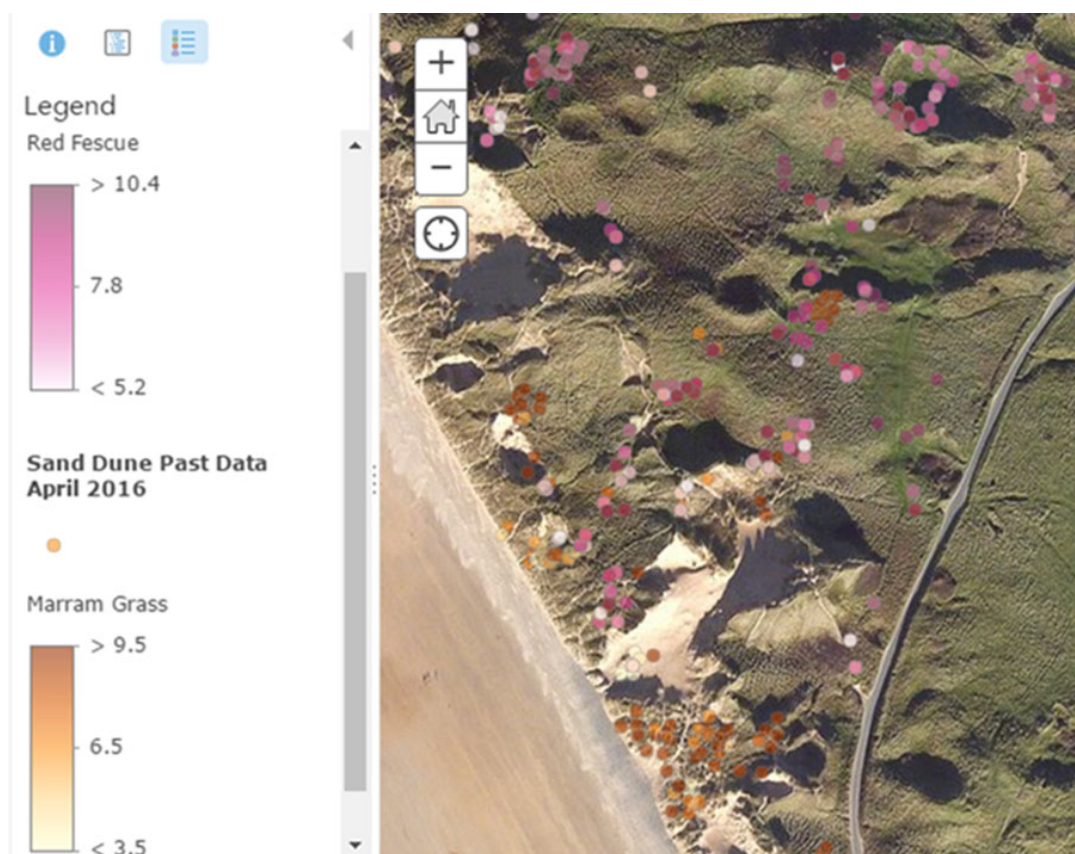 Legend
Red Fescue
> 10.4
7.8
< 5.2
Sand Dune Past Data
April 2016
Marram Grass
> 9.5
6.5
< 3.5